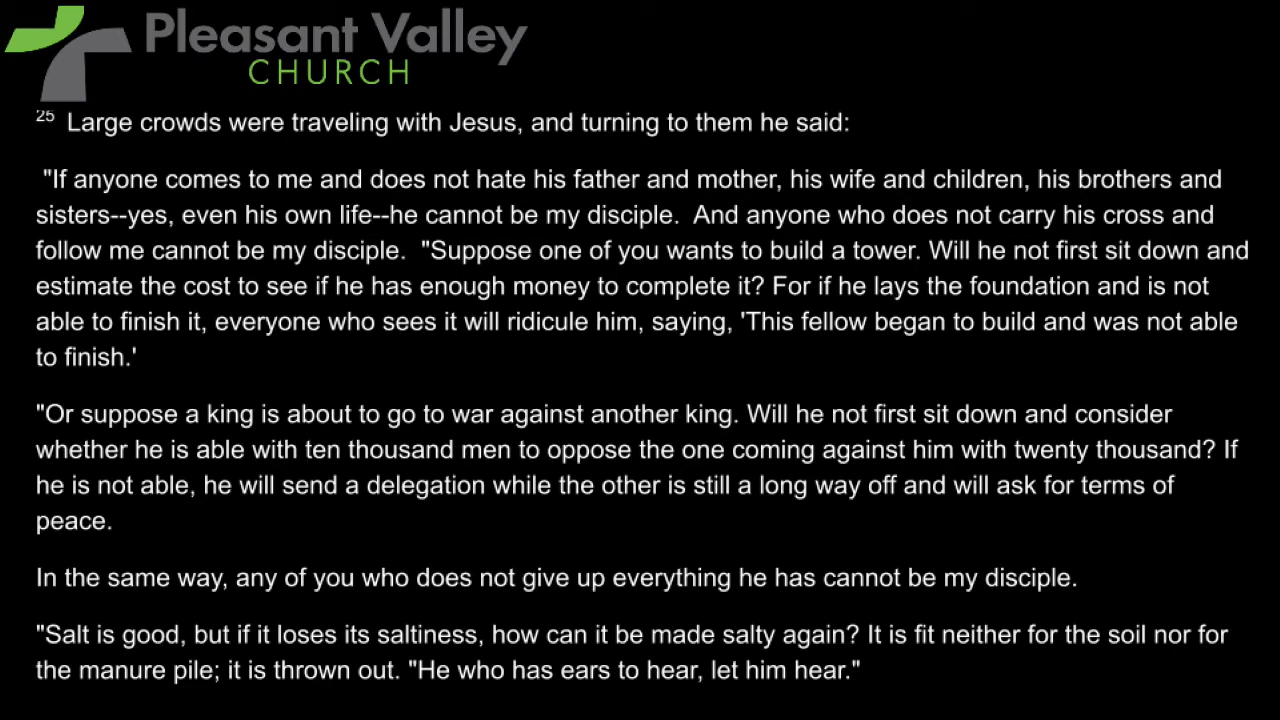 Pleasant Valley
CHURCH
25 Large crowds were traveling with Jesus, and turning to them he said:
"If anyone comes to me and does not hate his father and mother, his wife and children, his brothers and
sisters--yes, even his own life--he cannot be my disciple. And anyone who does not carry his cross and
follow me cannot be my disciple. "Suppose one of you wants to build a tower. Will he not first sit down and
estimate the cost to see if he has enough money to complete it? For if he lays the foundation and is not
able to finish it, everyone who sees it will ridicule him, saying, 'This fellow began to build and was not able
to finish.'
"Or suppose a king is about to go to war against another king. Will he not first sit down and consider
whether he is able with ten thousand men to oppose the one coming against him with twenty thousand? If
he is not able, he will send a delegation while the other is still a long way off and will ask for terms of
peace.
In the same way, any of you who does not give up everything he has cannot be my disciple.
"Salt is good, but if it loses its saltiness, how can it be made salty again? It is fit neither for the soil nor for
the manure pile; it is thrown out. "He who has ears to hear, let him hear."